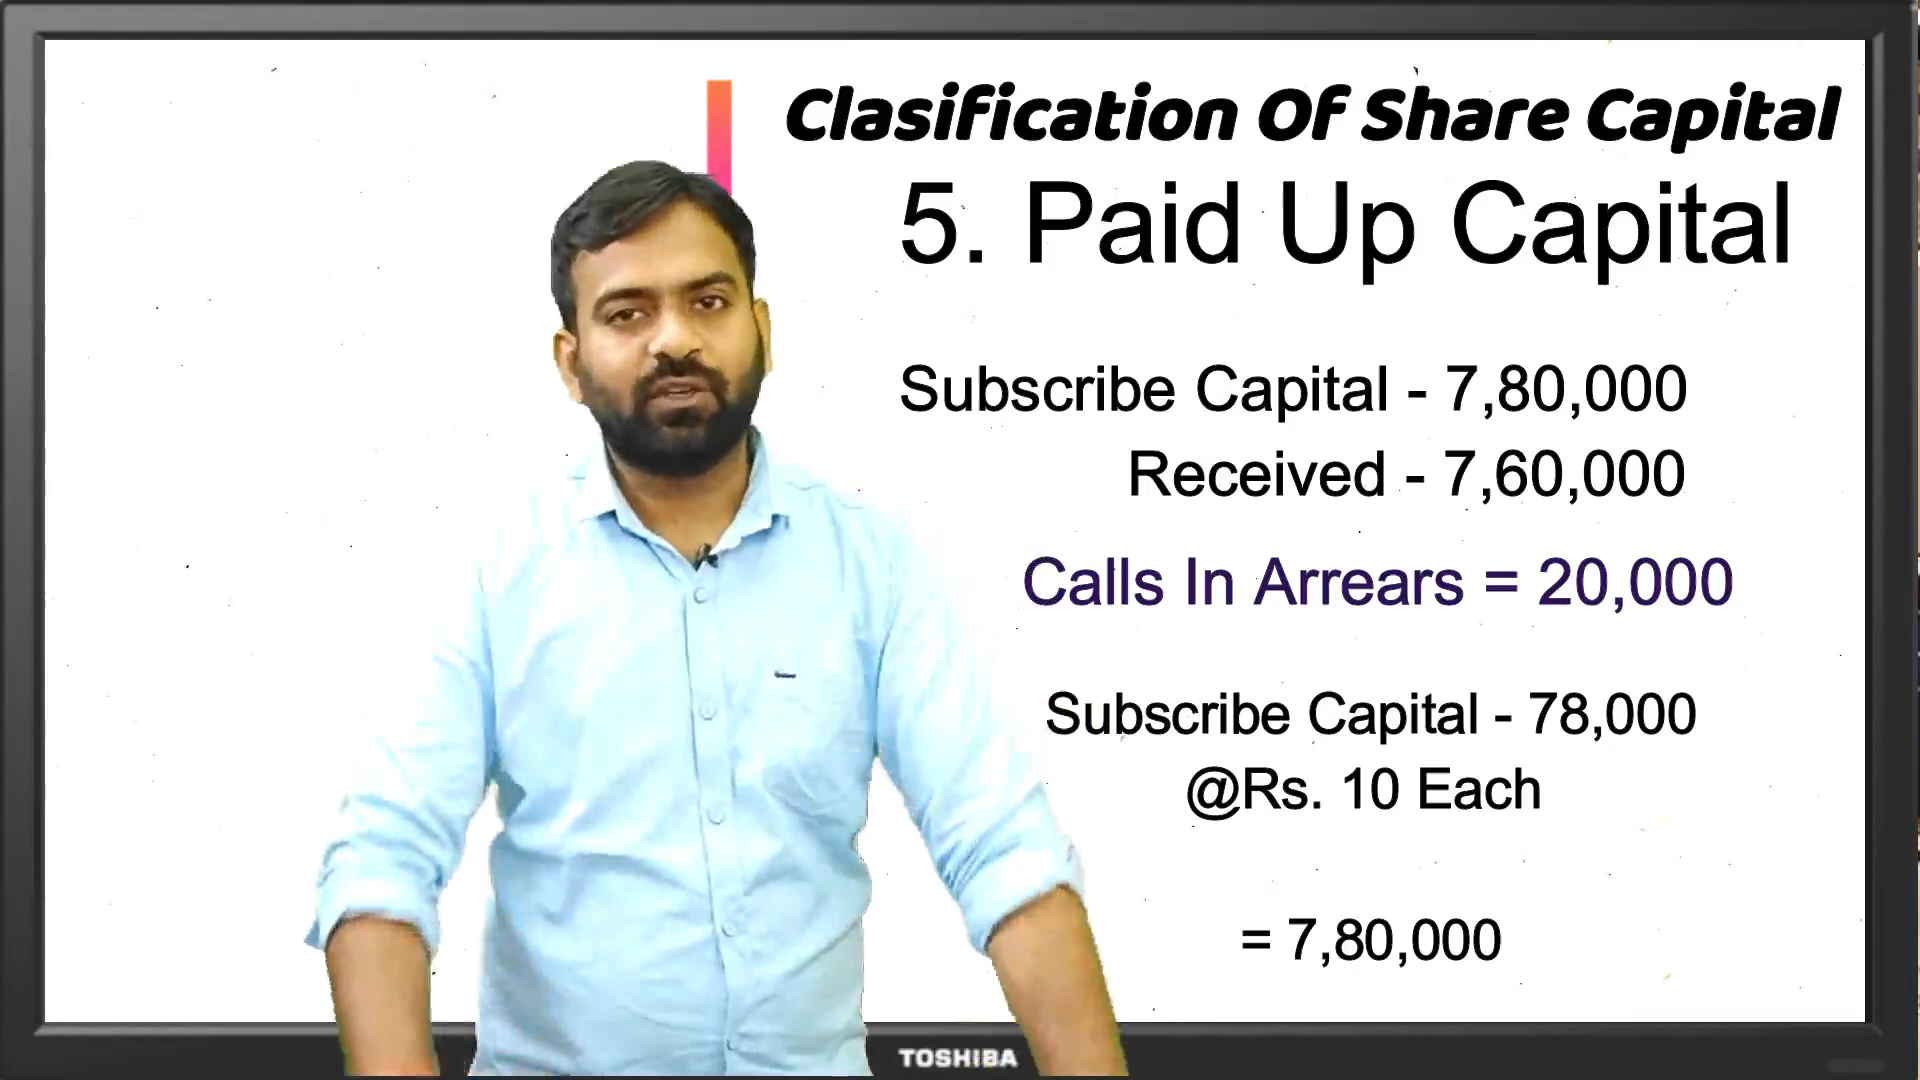 Clasification Of Share Capital
5. Paid Up Capital
Subscribe Capital - 7,80,000
Received - 7,60,000
Calls In Arrears = 20,000
Subscribe Capital - 78,000
@Rs. 10 Each
= 7,80,000
TOSHIBA